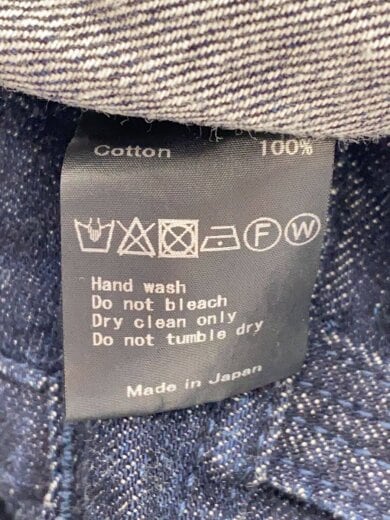 Cotton 100%
F W
Hand wash
Do not bleach
Dry clean only
Do not tumble dry
Made in Japan